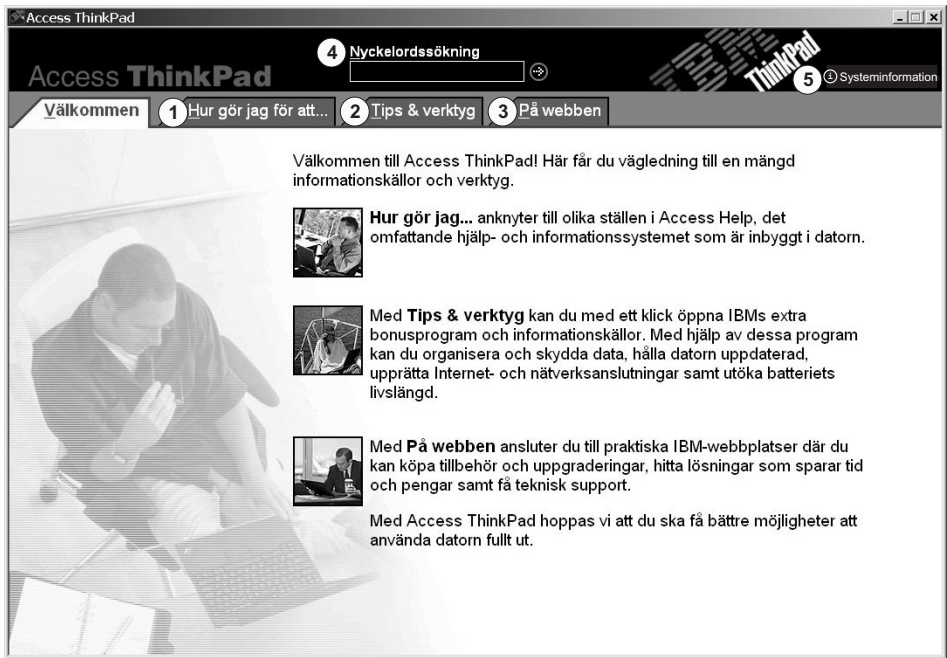 Access ThinkPad
4 Nyckelordssökning
IBM
ThinkPad
Access ThinkPad
5 i Systeminformation
Välkommen 1 Hur gör jag för att... 2 Tips & verktyg 3 På webben
Välkommen till Access ThinkPad! Här får du vägledning till en mängd
informationskällor och verktyg.
Hur gör jag... anknyter till olika ställen i Access Help, det
omfattande hjälp- och informationssystemet som är inbyggt i datorn.
Med Tips & verktyg kan du med ett klick öppna IBMs extra
bonusprogram och informationskällor. Med hjälp av dessa program
kan du organisera och skydda data, hålla datorn uppdaterad,
upprätta Internet- och nätverksanslutningar samt utöka batteriets
livslängd.
Med På webben ansluter du till praktiska IBM-webbplatser där du
kan köpa tillbehör och uppgraderingar, hitta lösningar som sparar tid
och pengar samt få teknisk support.
Med Access ThinkPad hoppas vi att du ska få bättre möjligheter att
använda datorn fullt ut.